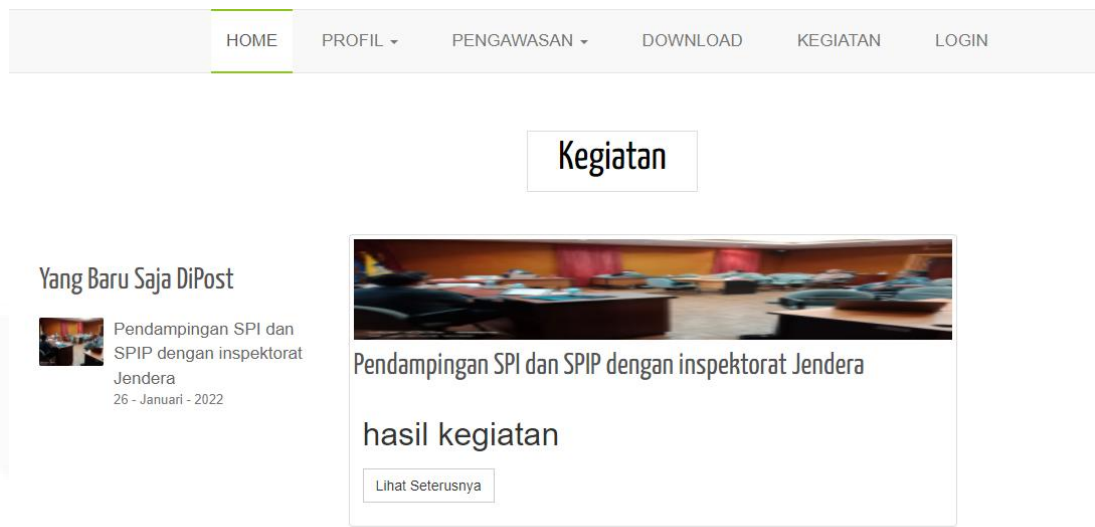 HOME PROFIL PENGAWASAN DOWNLOAD KEGIATAN LOGIN
Kegiatan
Yang Baru Saja DiPost
Pendampingan SPI dan
SPIP dengan inspektorat
Jendera
26 - Januari - 2022
Pendampingan SPI dan SPIP dengan inspektorat Jendera
hasil kegiatan
Lihat Seterusnya